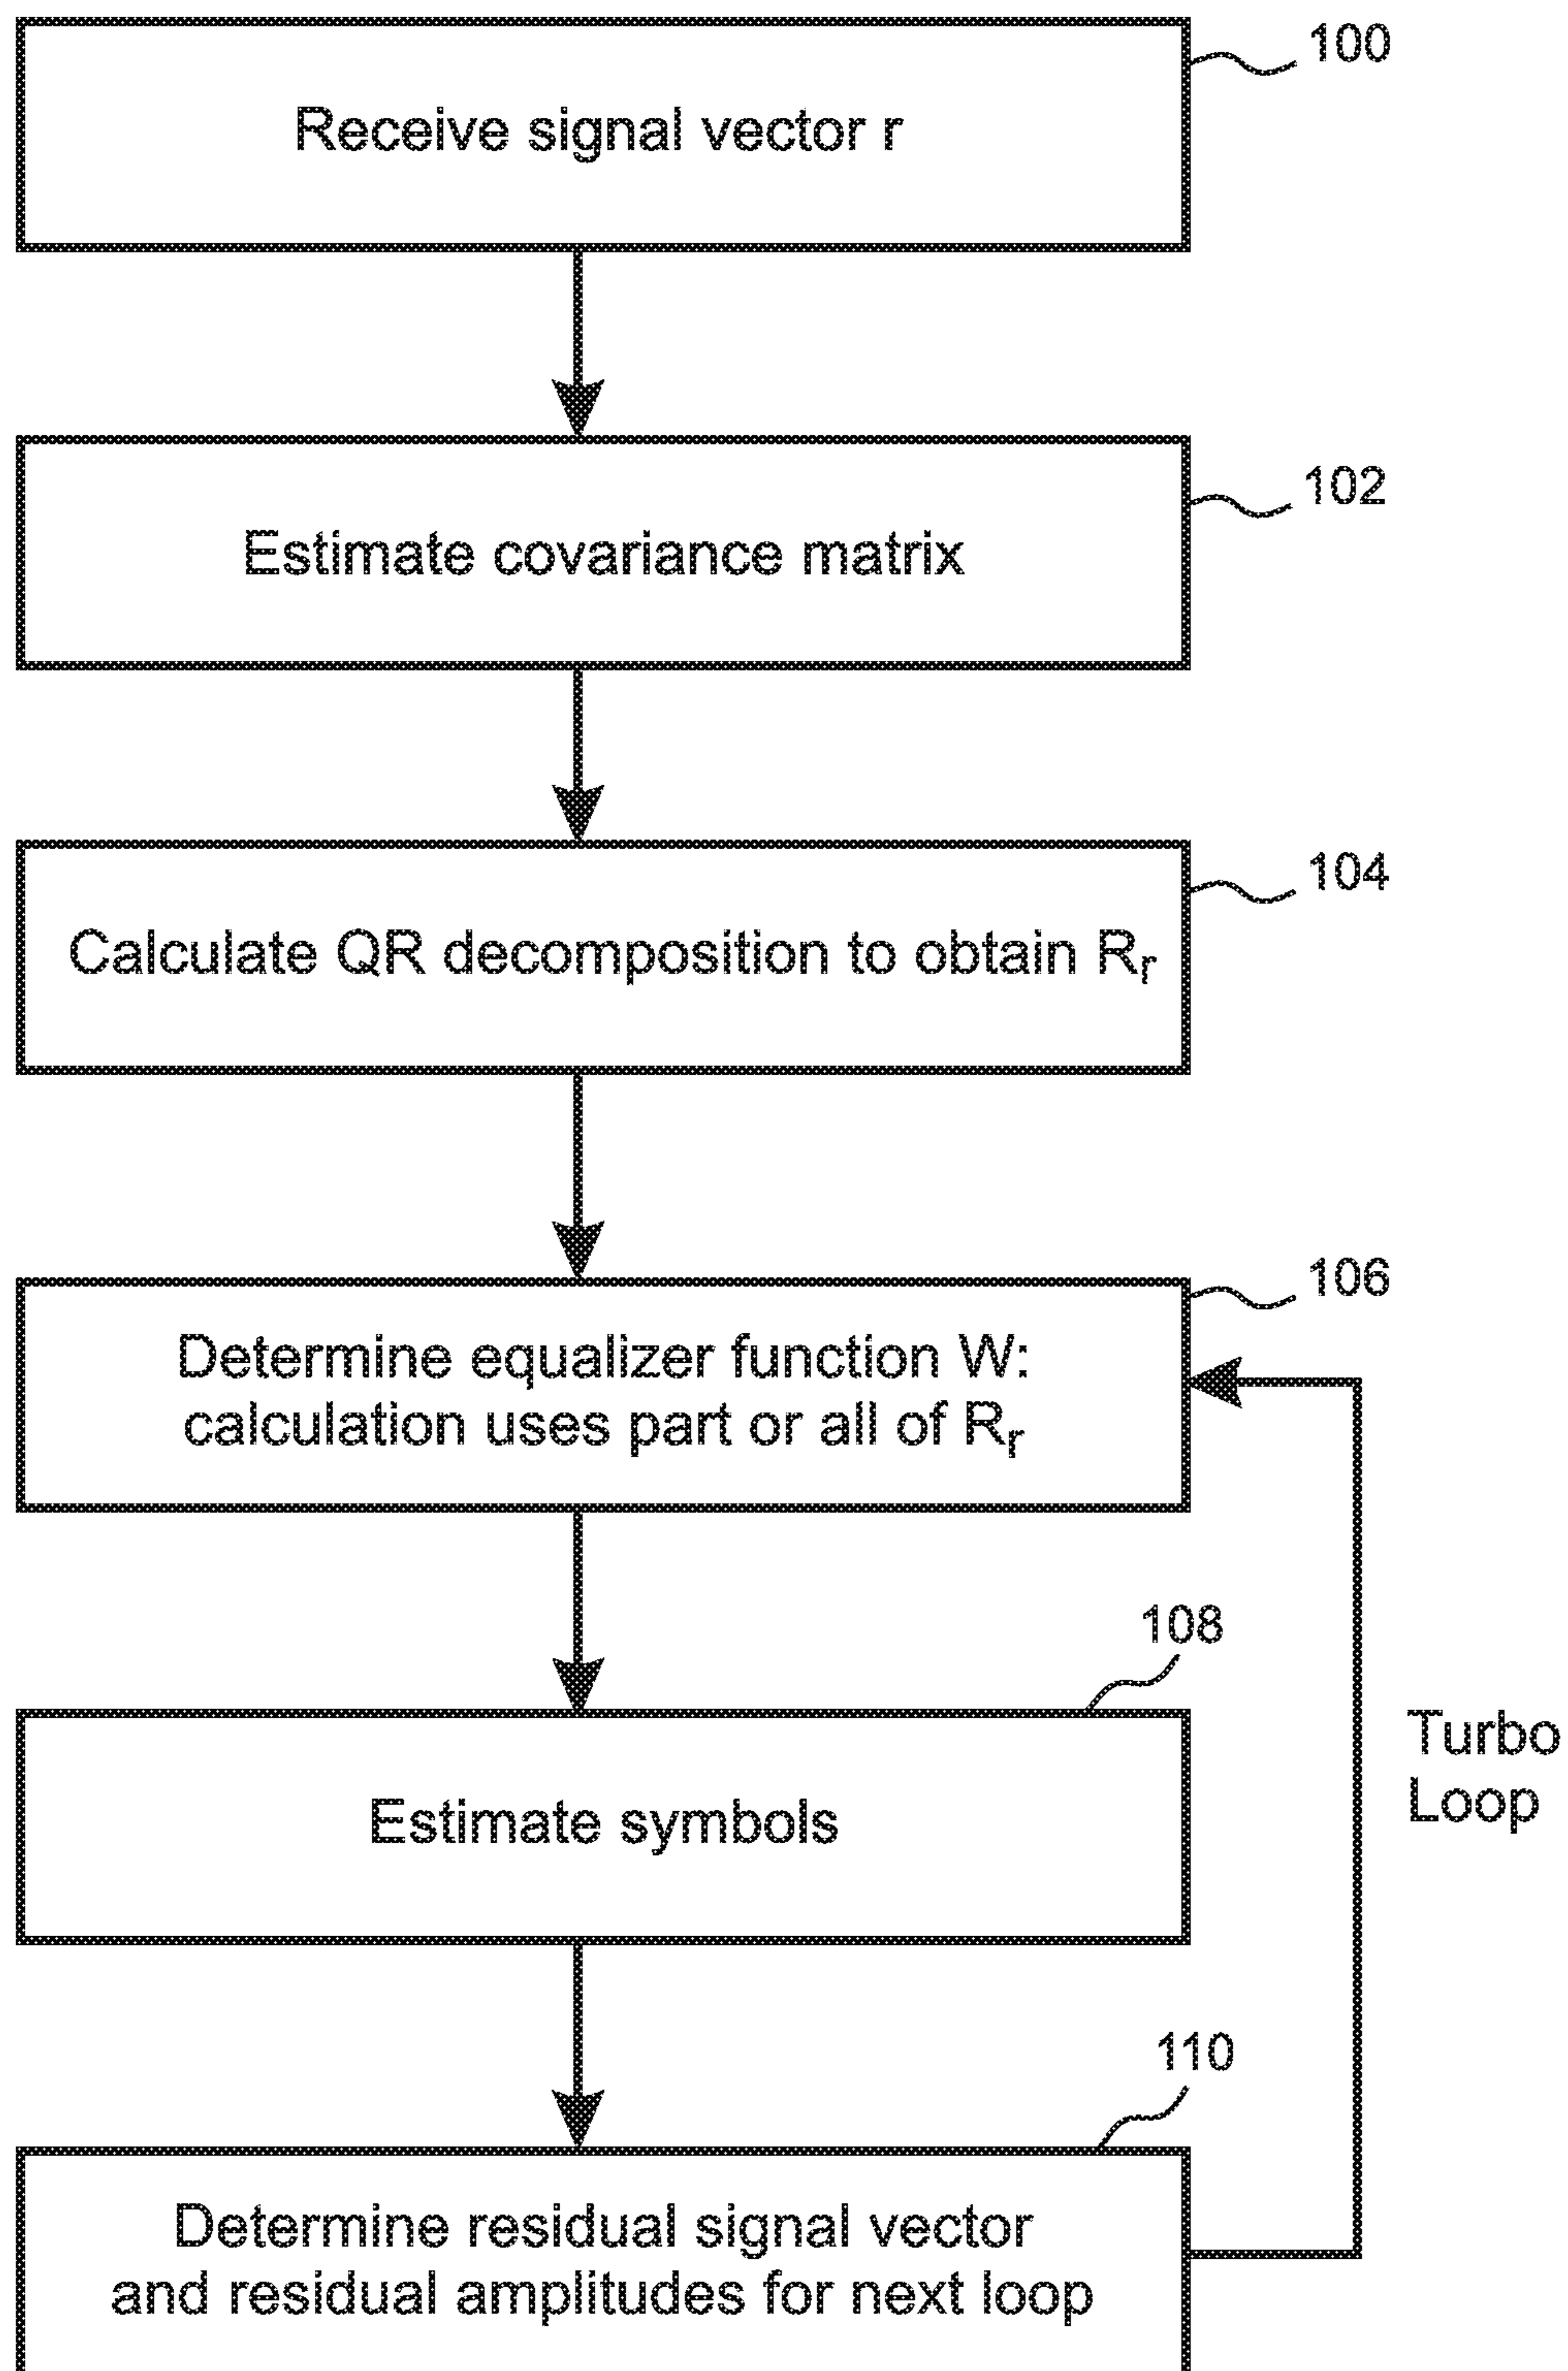 100
Receive signal vector r
102
Estimate covariance matrix
104
Calculate QR decomposition to obtain Rr
106
Determine equalizer function W:
calculation uses part or all of Rr
108
Estimate symbols
Turbo
Loop
110
Determine residual signal vector
and residual amplitudes for next loop